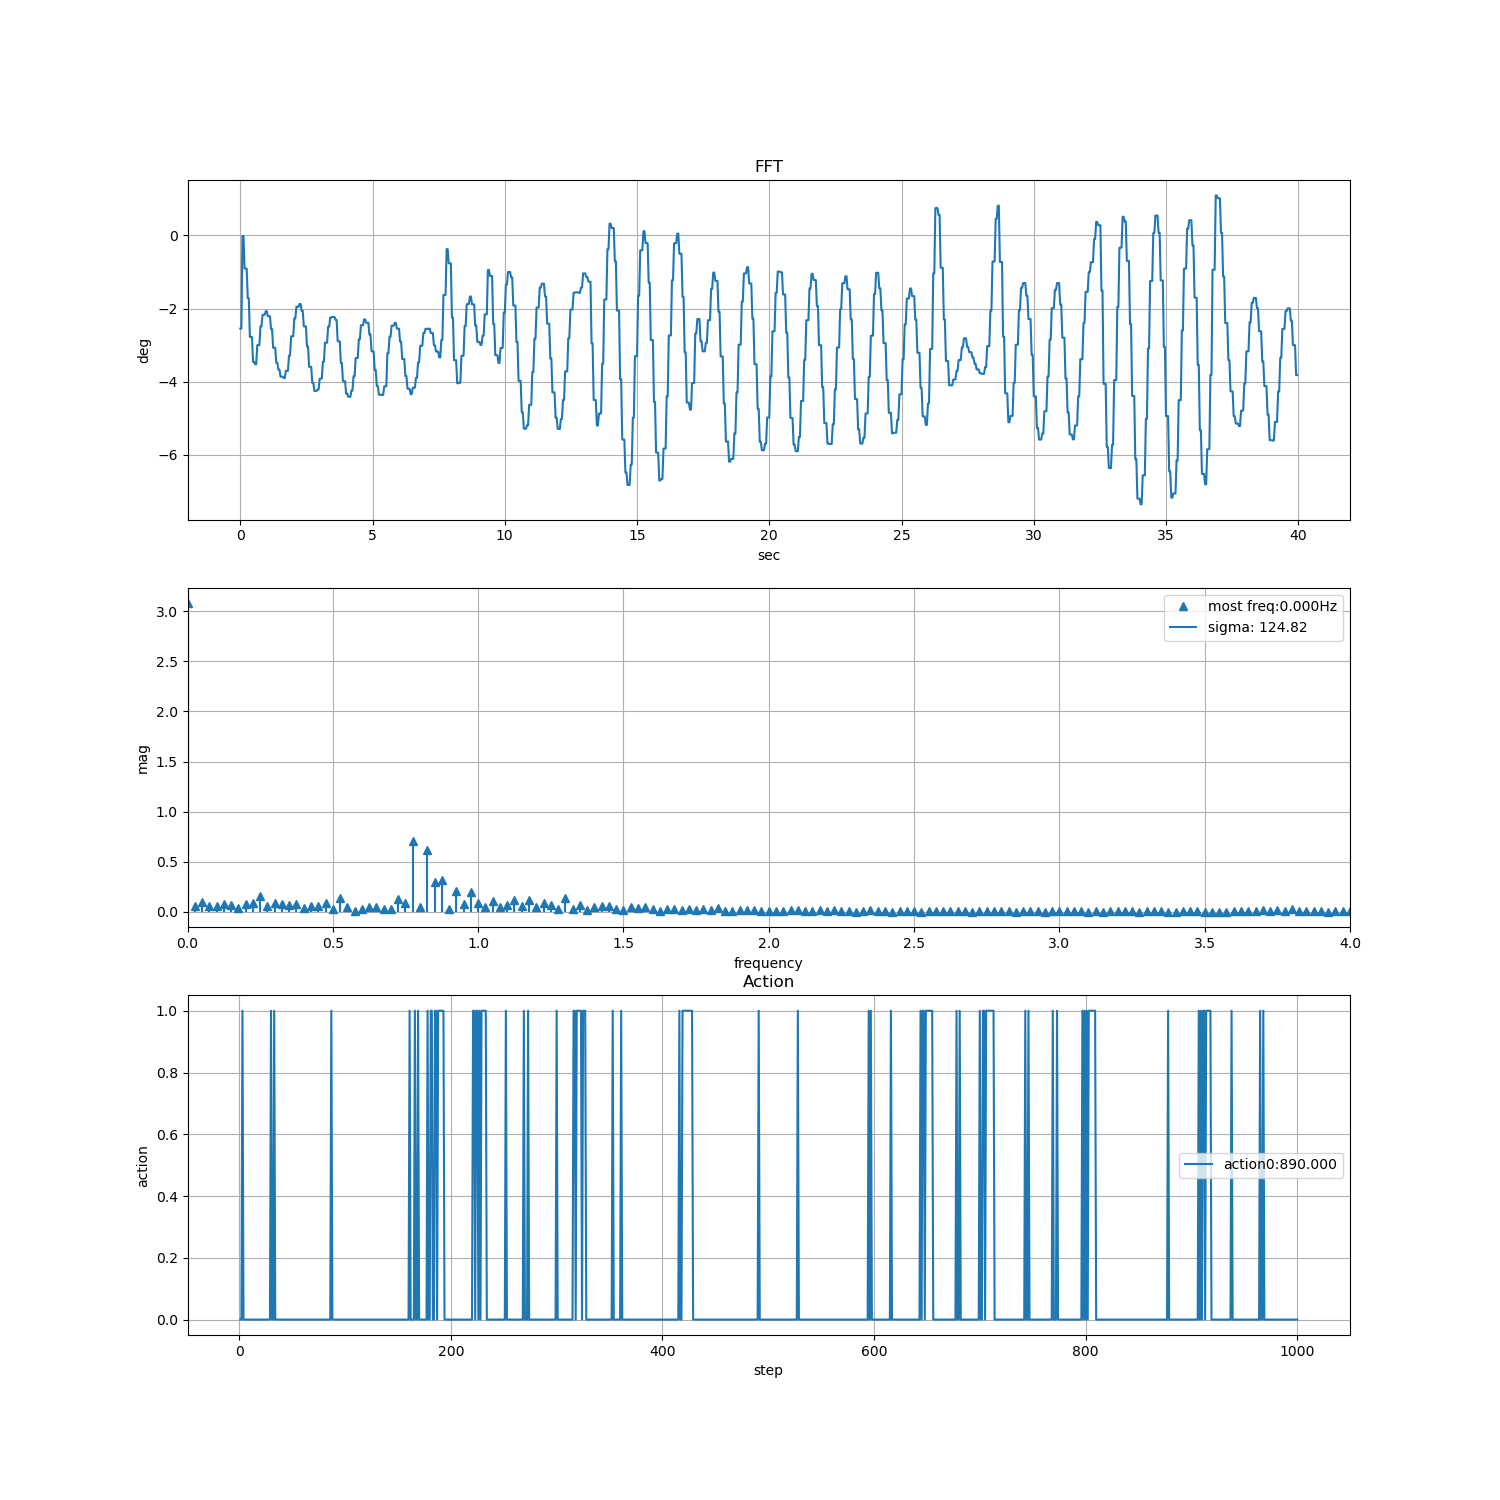 FFT
0
−2
−4
−6
deg
0 5 10 15 20 25 30 35 40
sec
3.0
2.5
2.0
1.5
1.0
0.5
0.0
mag
most freq:0.000Hz
sigma: 124.82
0.0 0.5 1.0 1.5 2.0 2.5 3.0 3.5 4.0
frequency
Action
1.0
0.8
0.6
0.4
0.2
0.0
action
action0:890.000
0 200 400 600 800 1000
step